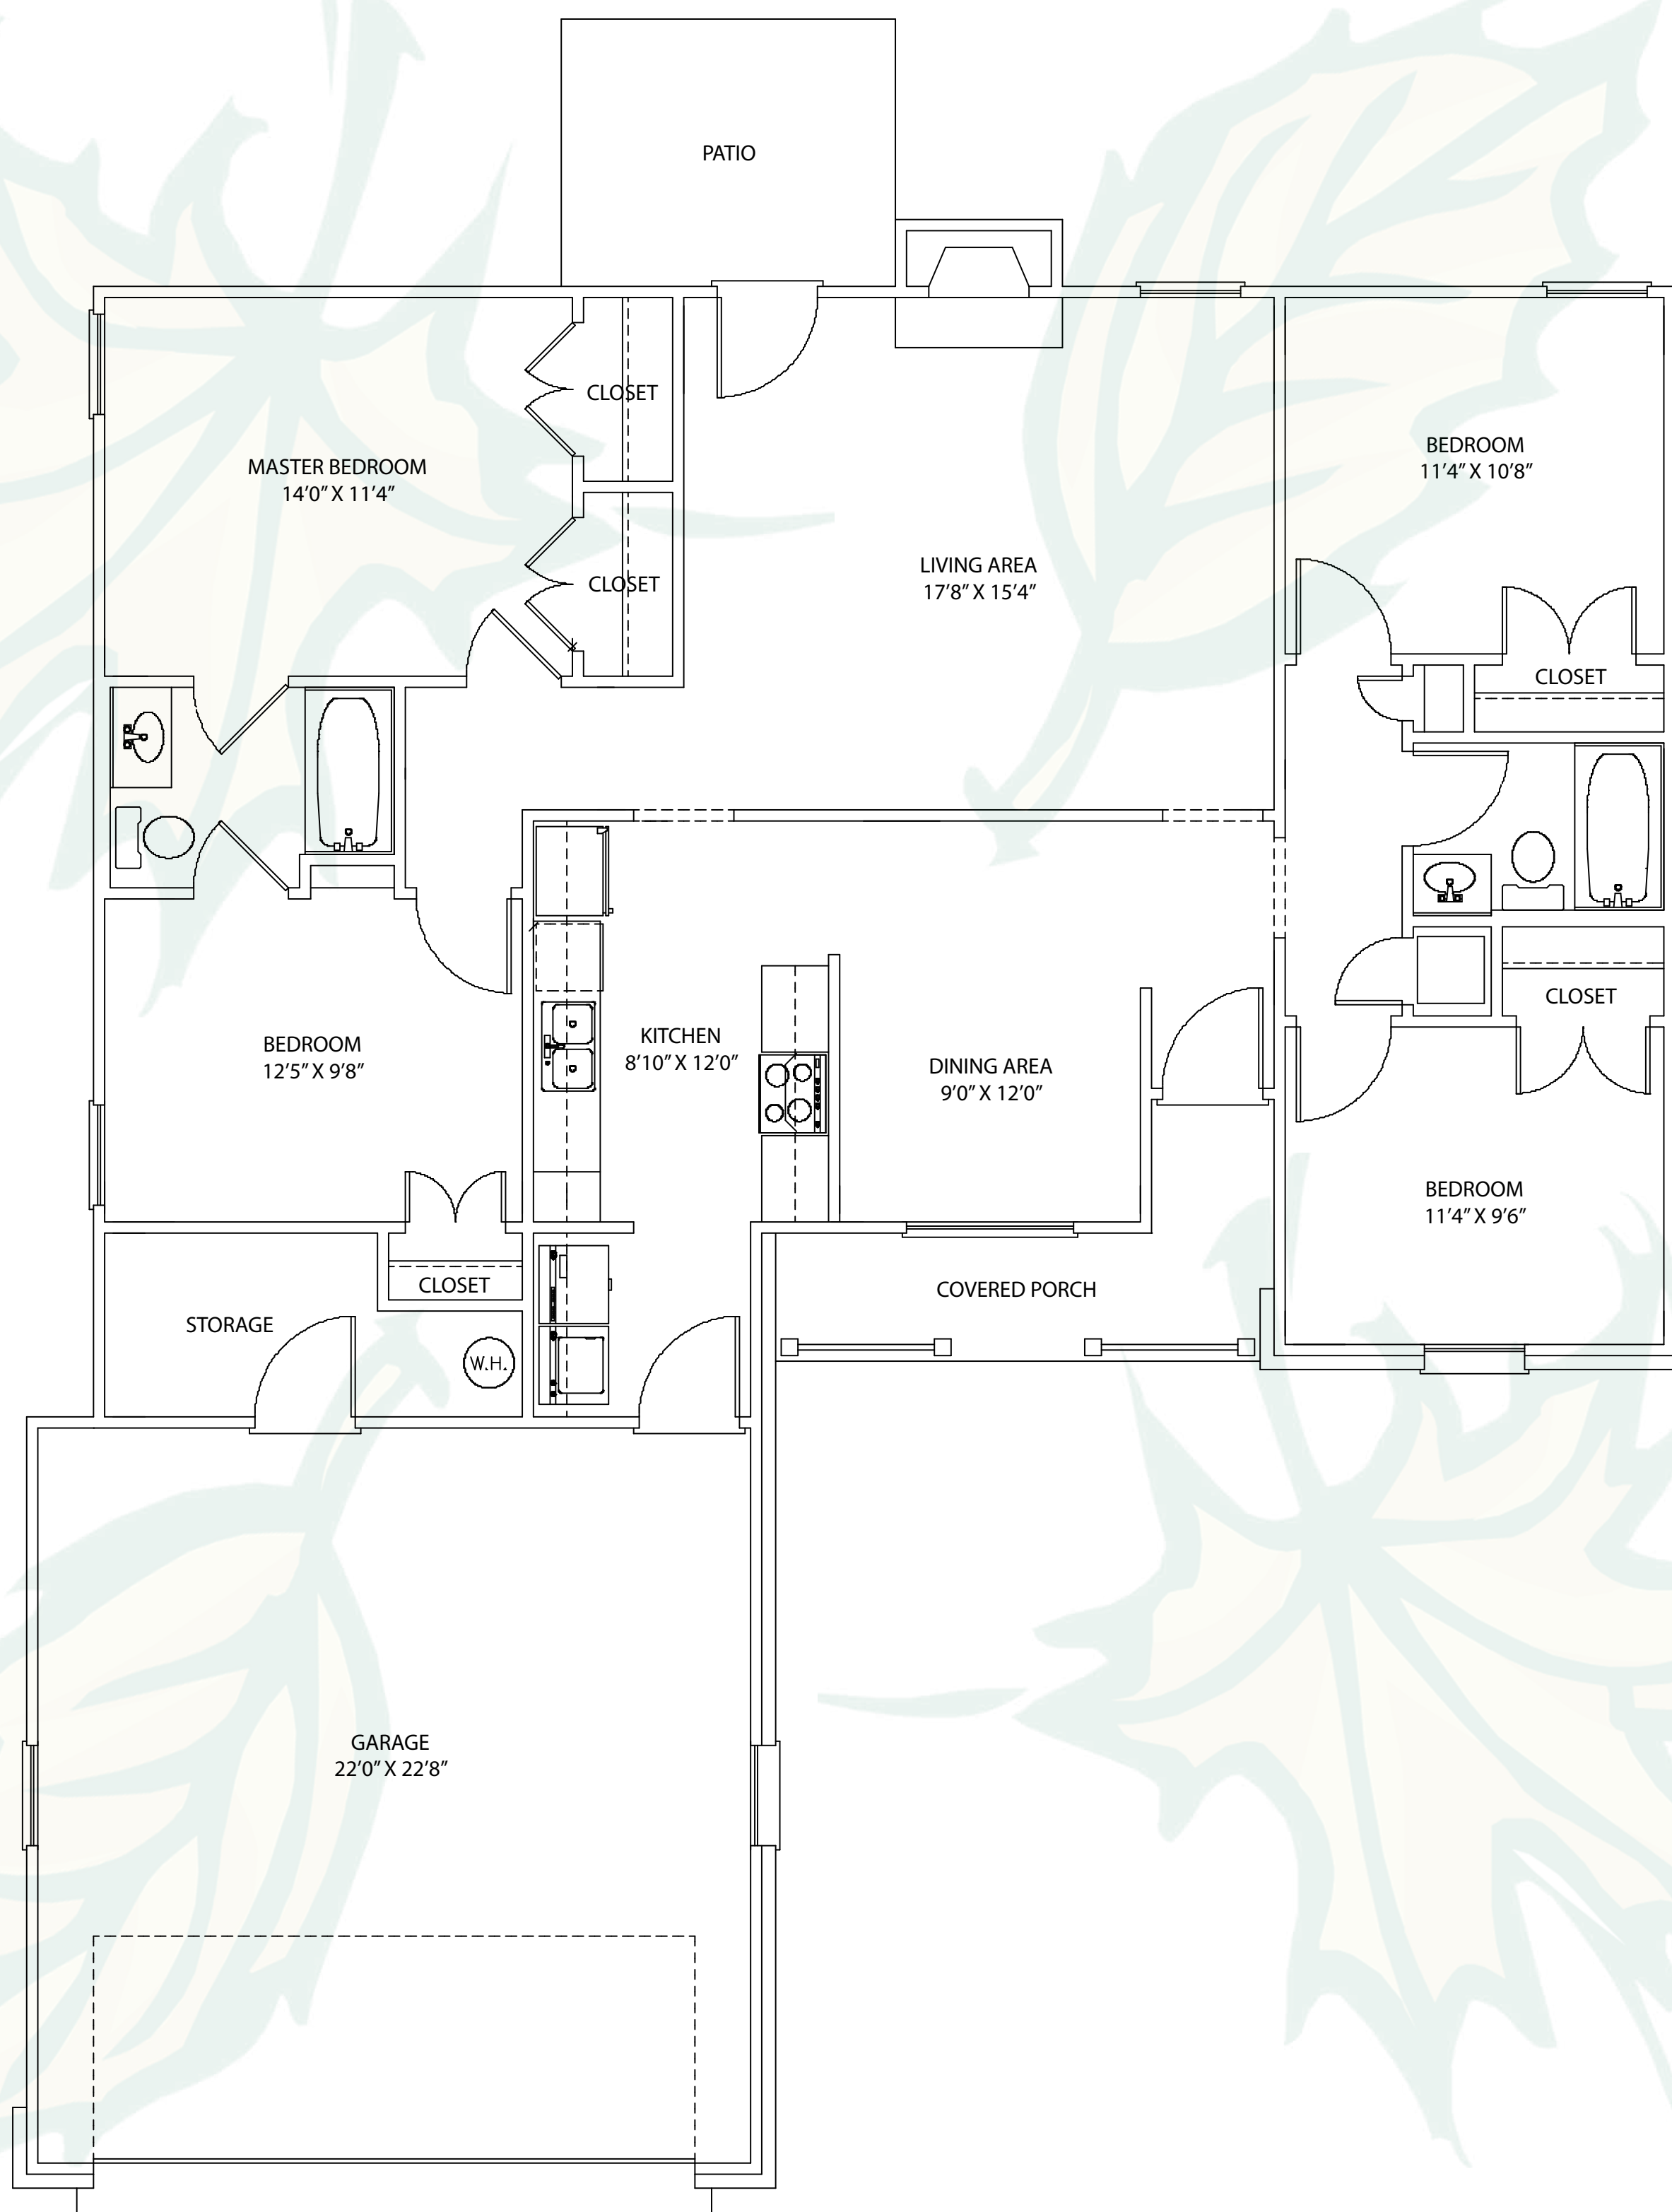 PATIO
CLOSET
MASTER BEDROOM
14'0" X 11'4"
BEDROOM
11'4" X 10'8"
LIVING AREA
17'8" X 15'4"
CLOSET
CLOSET
BEDROOM
12'5" X 9'8"
KITCHEN
8'10" X 12'0"
DINING AREA
9'0" X 12'0"
CLOSET
BEDROOM
11'4" X 9'6"
CLOSET
COVERED PORCH
STORAGE
W.H.
GARAGE
22'0" X 22'8"